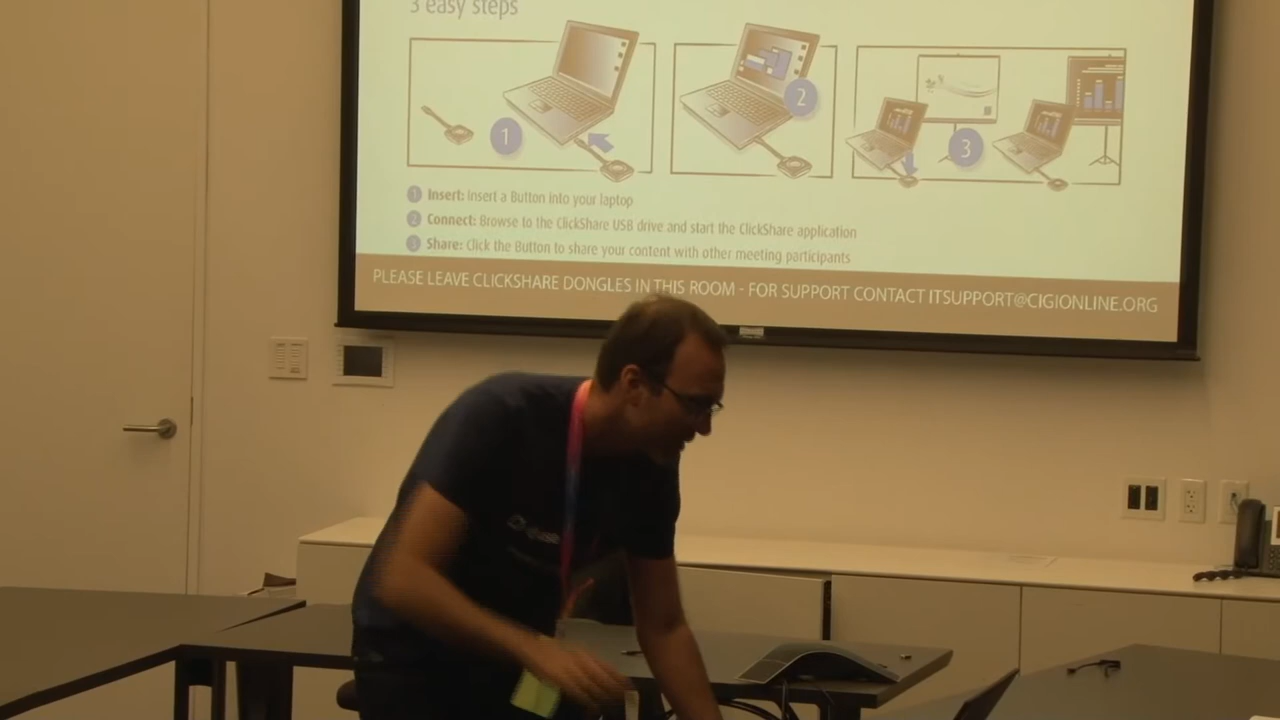 3 easy steps
1
2
3
1 Insert: Insert a Button into your laptop
2 Connect: Browse to the ClickShare USB drive and start the ClickShare application
3 Share: Click the Button to share your content with other meeting participants
PLEASE LEAVE CLICKSHARE DONGLES IN THIS ROOM - FOR SUPPORT CONTACT ITSUPPORT@CIGIONLINE.ORG